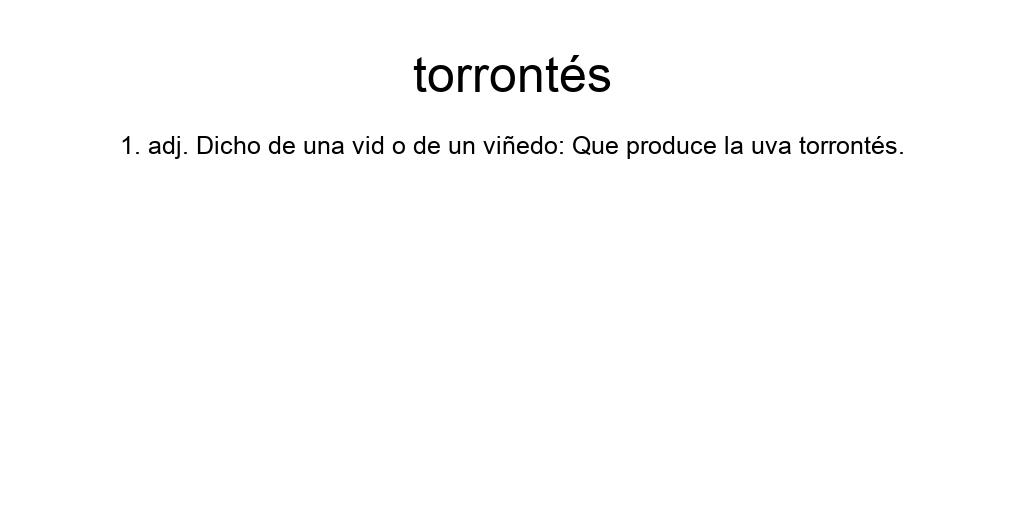 torrontés
1. adj. Dicho de una vid o de un viñedo: Que produce la uva torrontés.